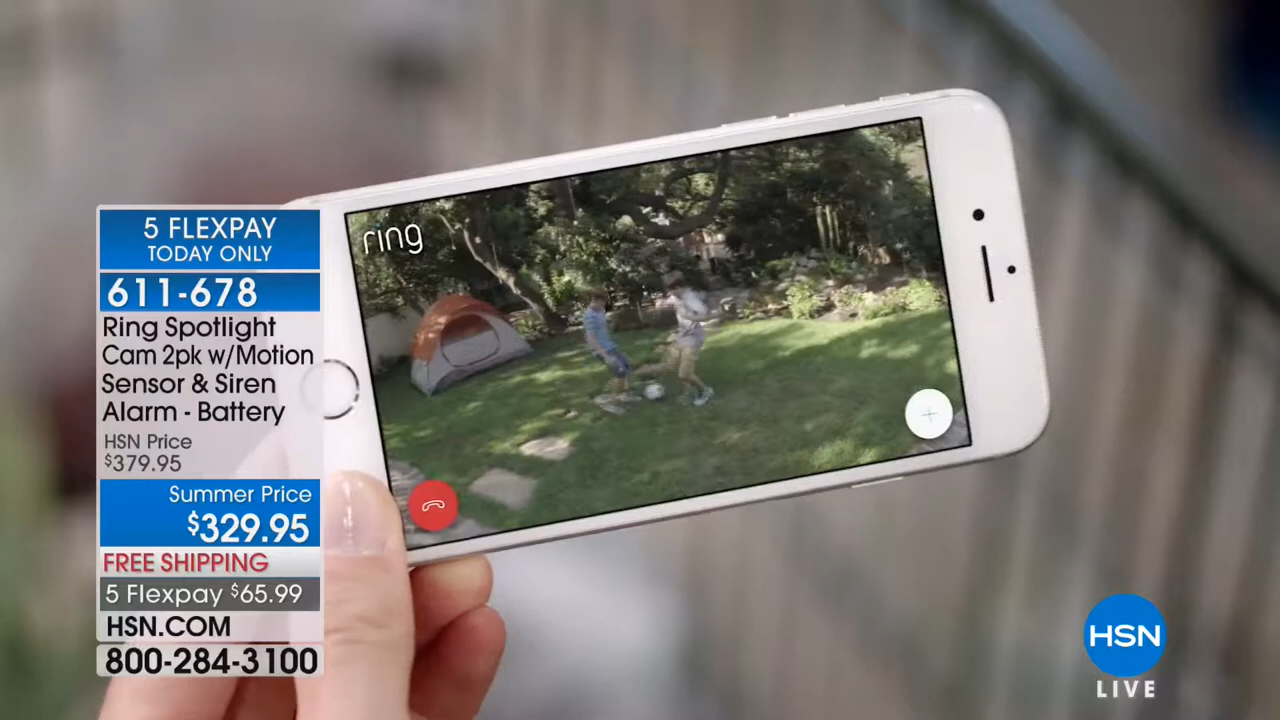 5 FLEXPAY
TODAY ONLY
611-678
Ring Spotlight
Cam 2pk w/Motion
Sensor & Siren
Alarm - Battery
HSN Price
$379.95
Summer Price
$329.95
FREE SHIPPING
5 Flexpay $65.99
HSN.COM
800-284-3100
ring
HSN
LIVE